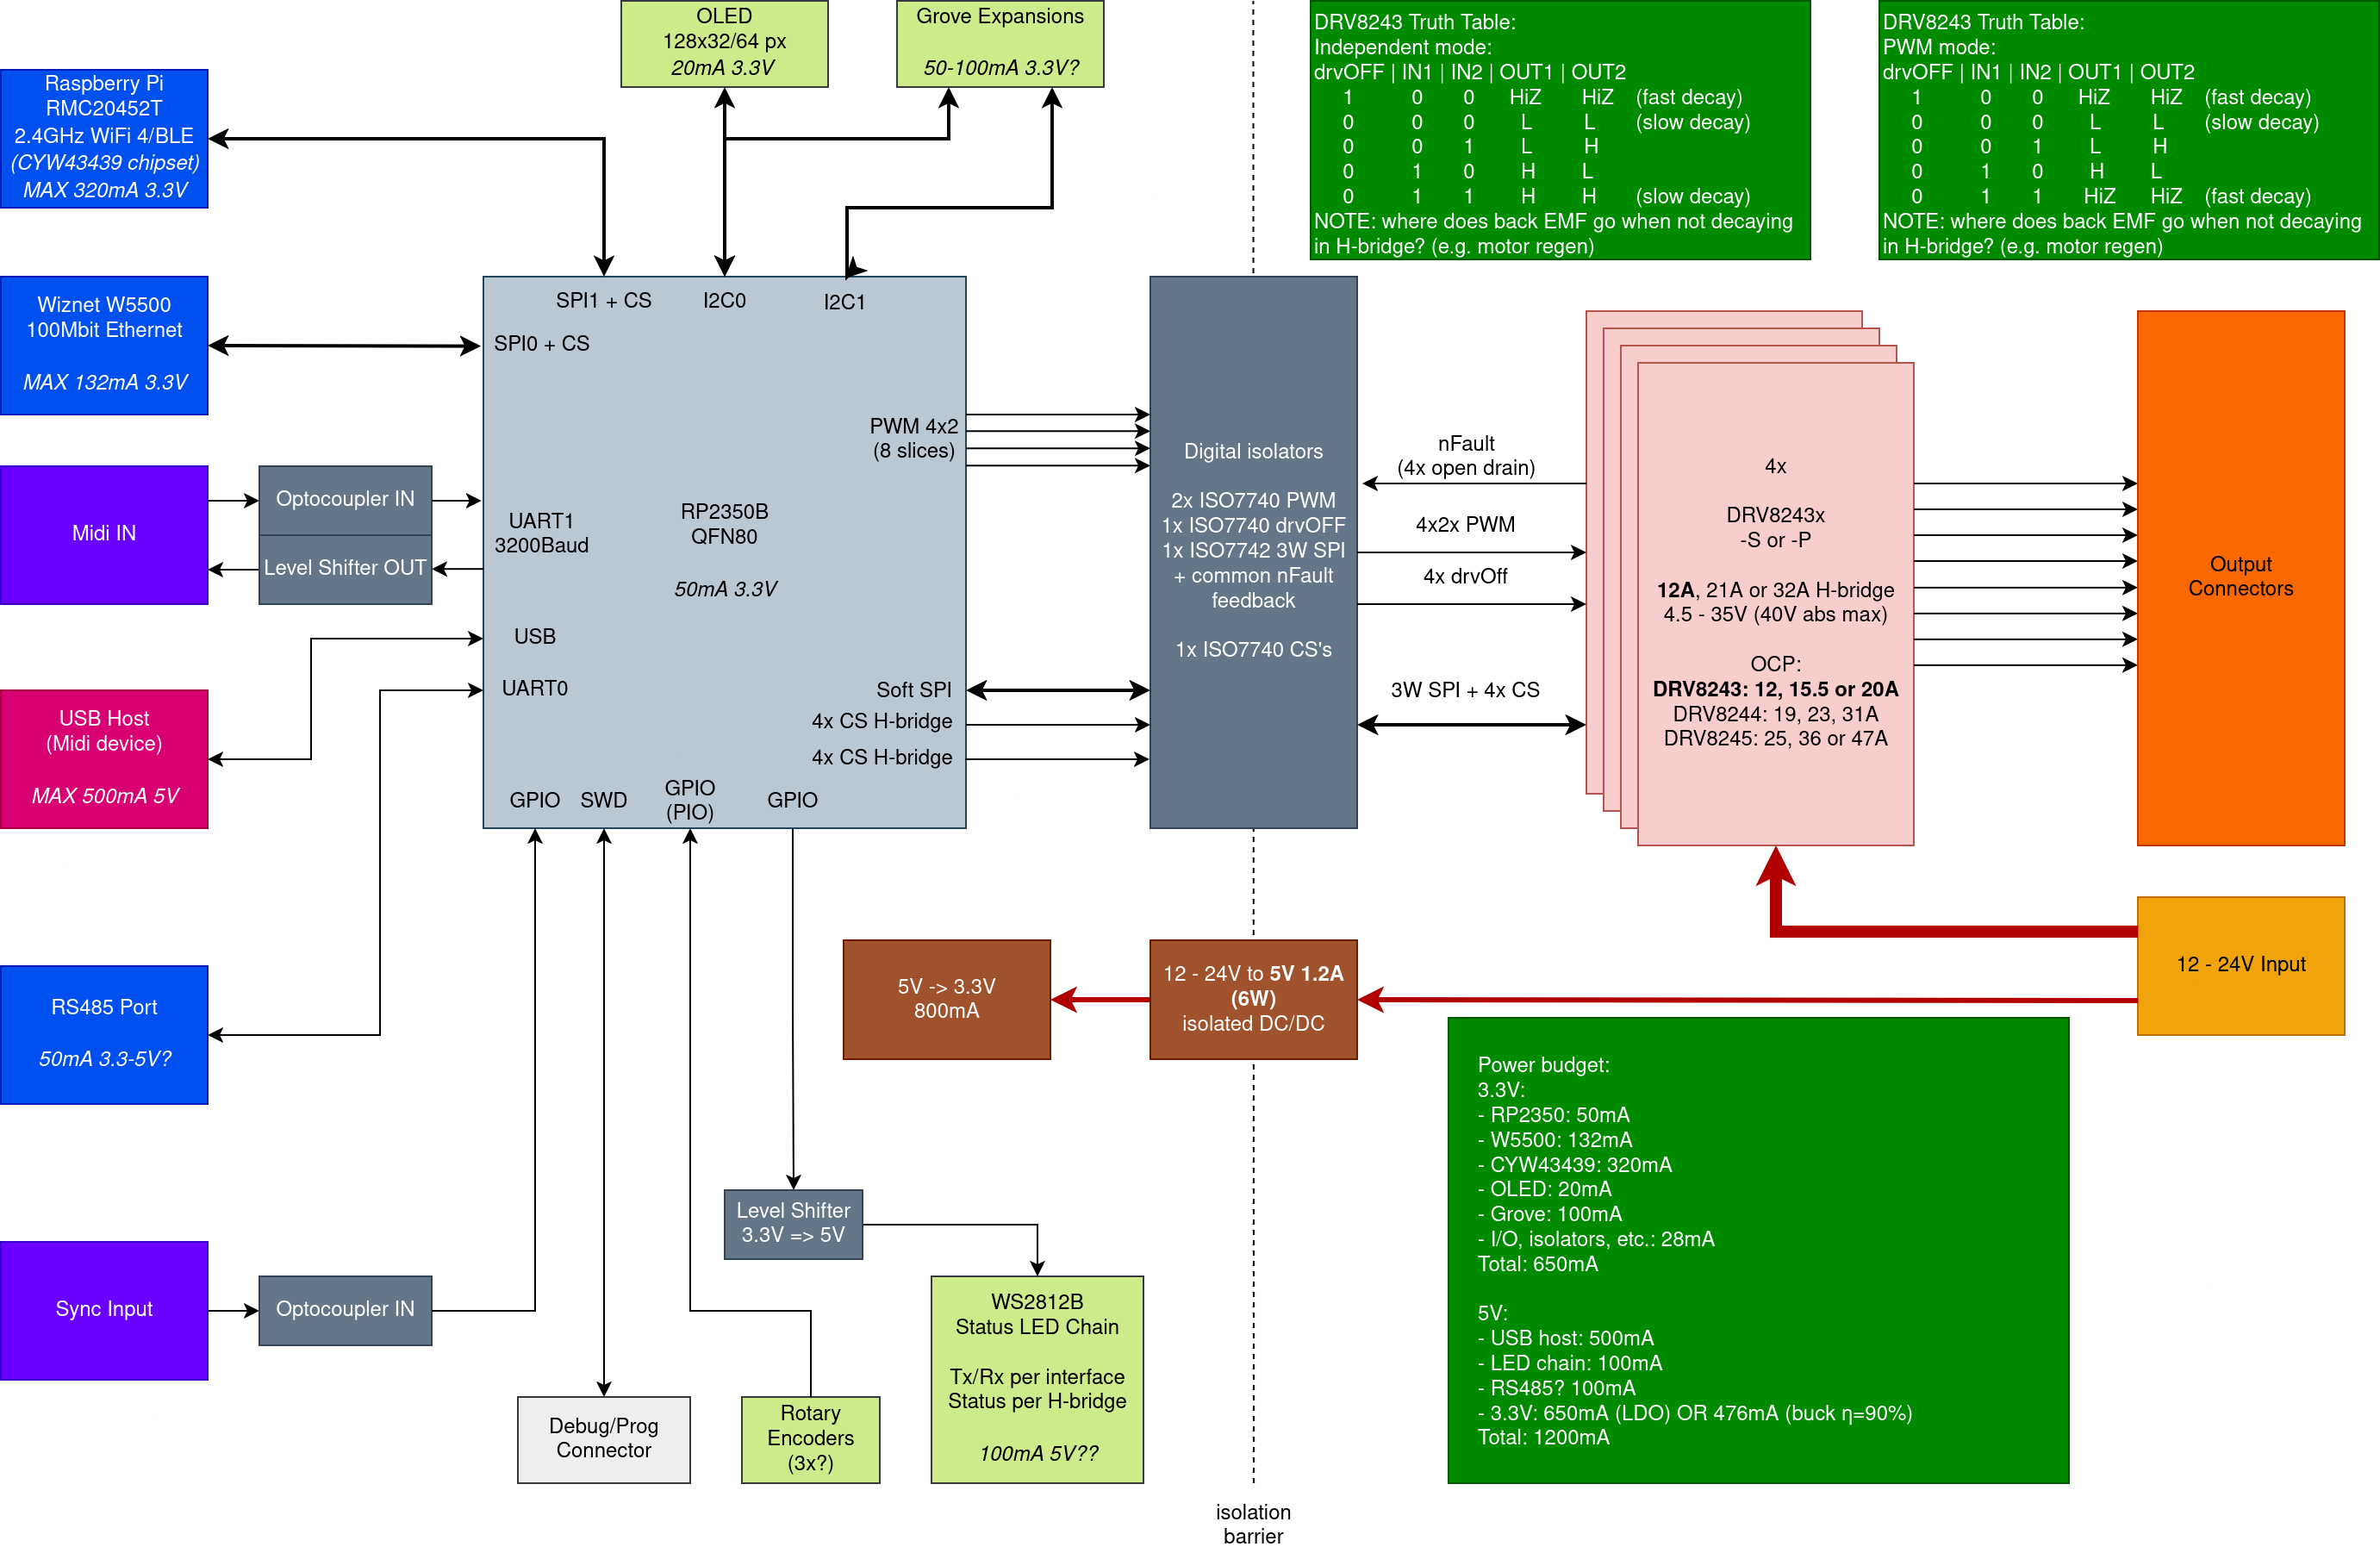 OLED
128x32/64 px
20mA 3.3V
Grove Expansions
50-100mA 3.3V?
DRV8243 Truth Table:
Independent mode:
drvOFF | IN1 | IN2 | OUT1 | OUT2
1 0 0 HiZ HiZ (fast decay)
0 0 0 L L (slow decay)
0 0 1 L H
0 1 0 H L
0 1 1 H H (slow decay)
NOTE: where does back EMF go when not decaying
in H-bridge? (e.g. motor regen)
DRV8243 Truth Table:
PWM mode:
drvOFF | IN1 | IN2 | OUT1 | OUT2
1 0 0 HiZ HiZ (fast decay)
0 0 0 L L (slow decay)
0 0 1 L H
0 1 0 H L
0 1 1 HiZ HiZ (fast decay)
NOTE: where does back EMF go when not decaying
in H-bridge? (e.g. motor regen)
Raspberry Pi
RMC20452T
2.4GHz WiFi 4/BLE
(CYW43439 chipset)
MAX 320mA 3.3V
Wiznet W5500
100Mbit Ethernet
MAX 132mA 3.3V
Midi IN
Optocoupler IN
Level Shifter OUT
USB Host
(Midi device)
MAX 500mA 5V
RS485 Port
50mA 3.3-5V?
Sync Input
Optocoupler IN
SPI1 + CS
I2C0
I2C1
SPI0 + CS
PWM 4x2
(8 slices)
UART1
3200Baud
RP2350B
QFN80
50mA 3.3V
USB
UART0
Soft SPI
4x CS H-bridge
4x CS H-bridge
GPIO
SWD
GPIO
(PIO)
GPIO
Digital isolators
2x ISO7740 PWM
1x ISO7740 drvOFF
1x ISO7742 3W SPI
+ common nFault
feedback
1x ISO7740 CS's
nFault
(4x open drain)
4x2x PWM
4x drvOff
3W SPI + 4x CS
4x
DRV8243x
-S or -P
12A, 21A or 32A H-bridge
4.5 - 35V (40V abs max)
OCP:
DRV8243: 12, 15.5 or 20A
DRV8244: 19, 23, 31A
DRV8245: 25, 36 or 47A
Output
Connectors
12 - 24V Input
5V -> 3.3V
800mA
12 - 24V to 5V 1.2A
(6W)
isolated DC/DC
Level Shifter
3.3V => 5V
WS2812B
Status LED Chain
Tx/Rx per interface
Status per H-bridge
100mA 5V??
Debug/Prog
Connector
Rotary
Encoders
(3x?)
Power budget:
3.3V:
- RP2350: 50mA
- W5500: 132mA
- CYW43439: 320mA
- OLED: 20mA
- Grove: 100mA
- I/O, isolators, etc.: 28mA
Total: 650mA
5V:
- USB host: 500mA
- LED chain: 100mA
- RS485? 100mA
- 3.3V: 650mA (LDO) OR 476mA (buck η=90%)
Total: 1200mA
isolation
barrier